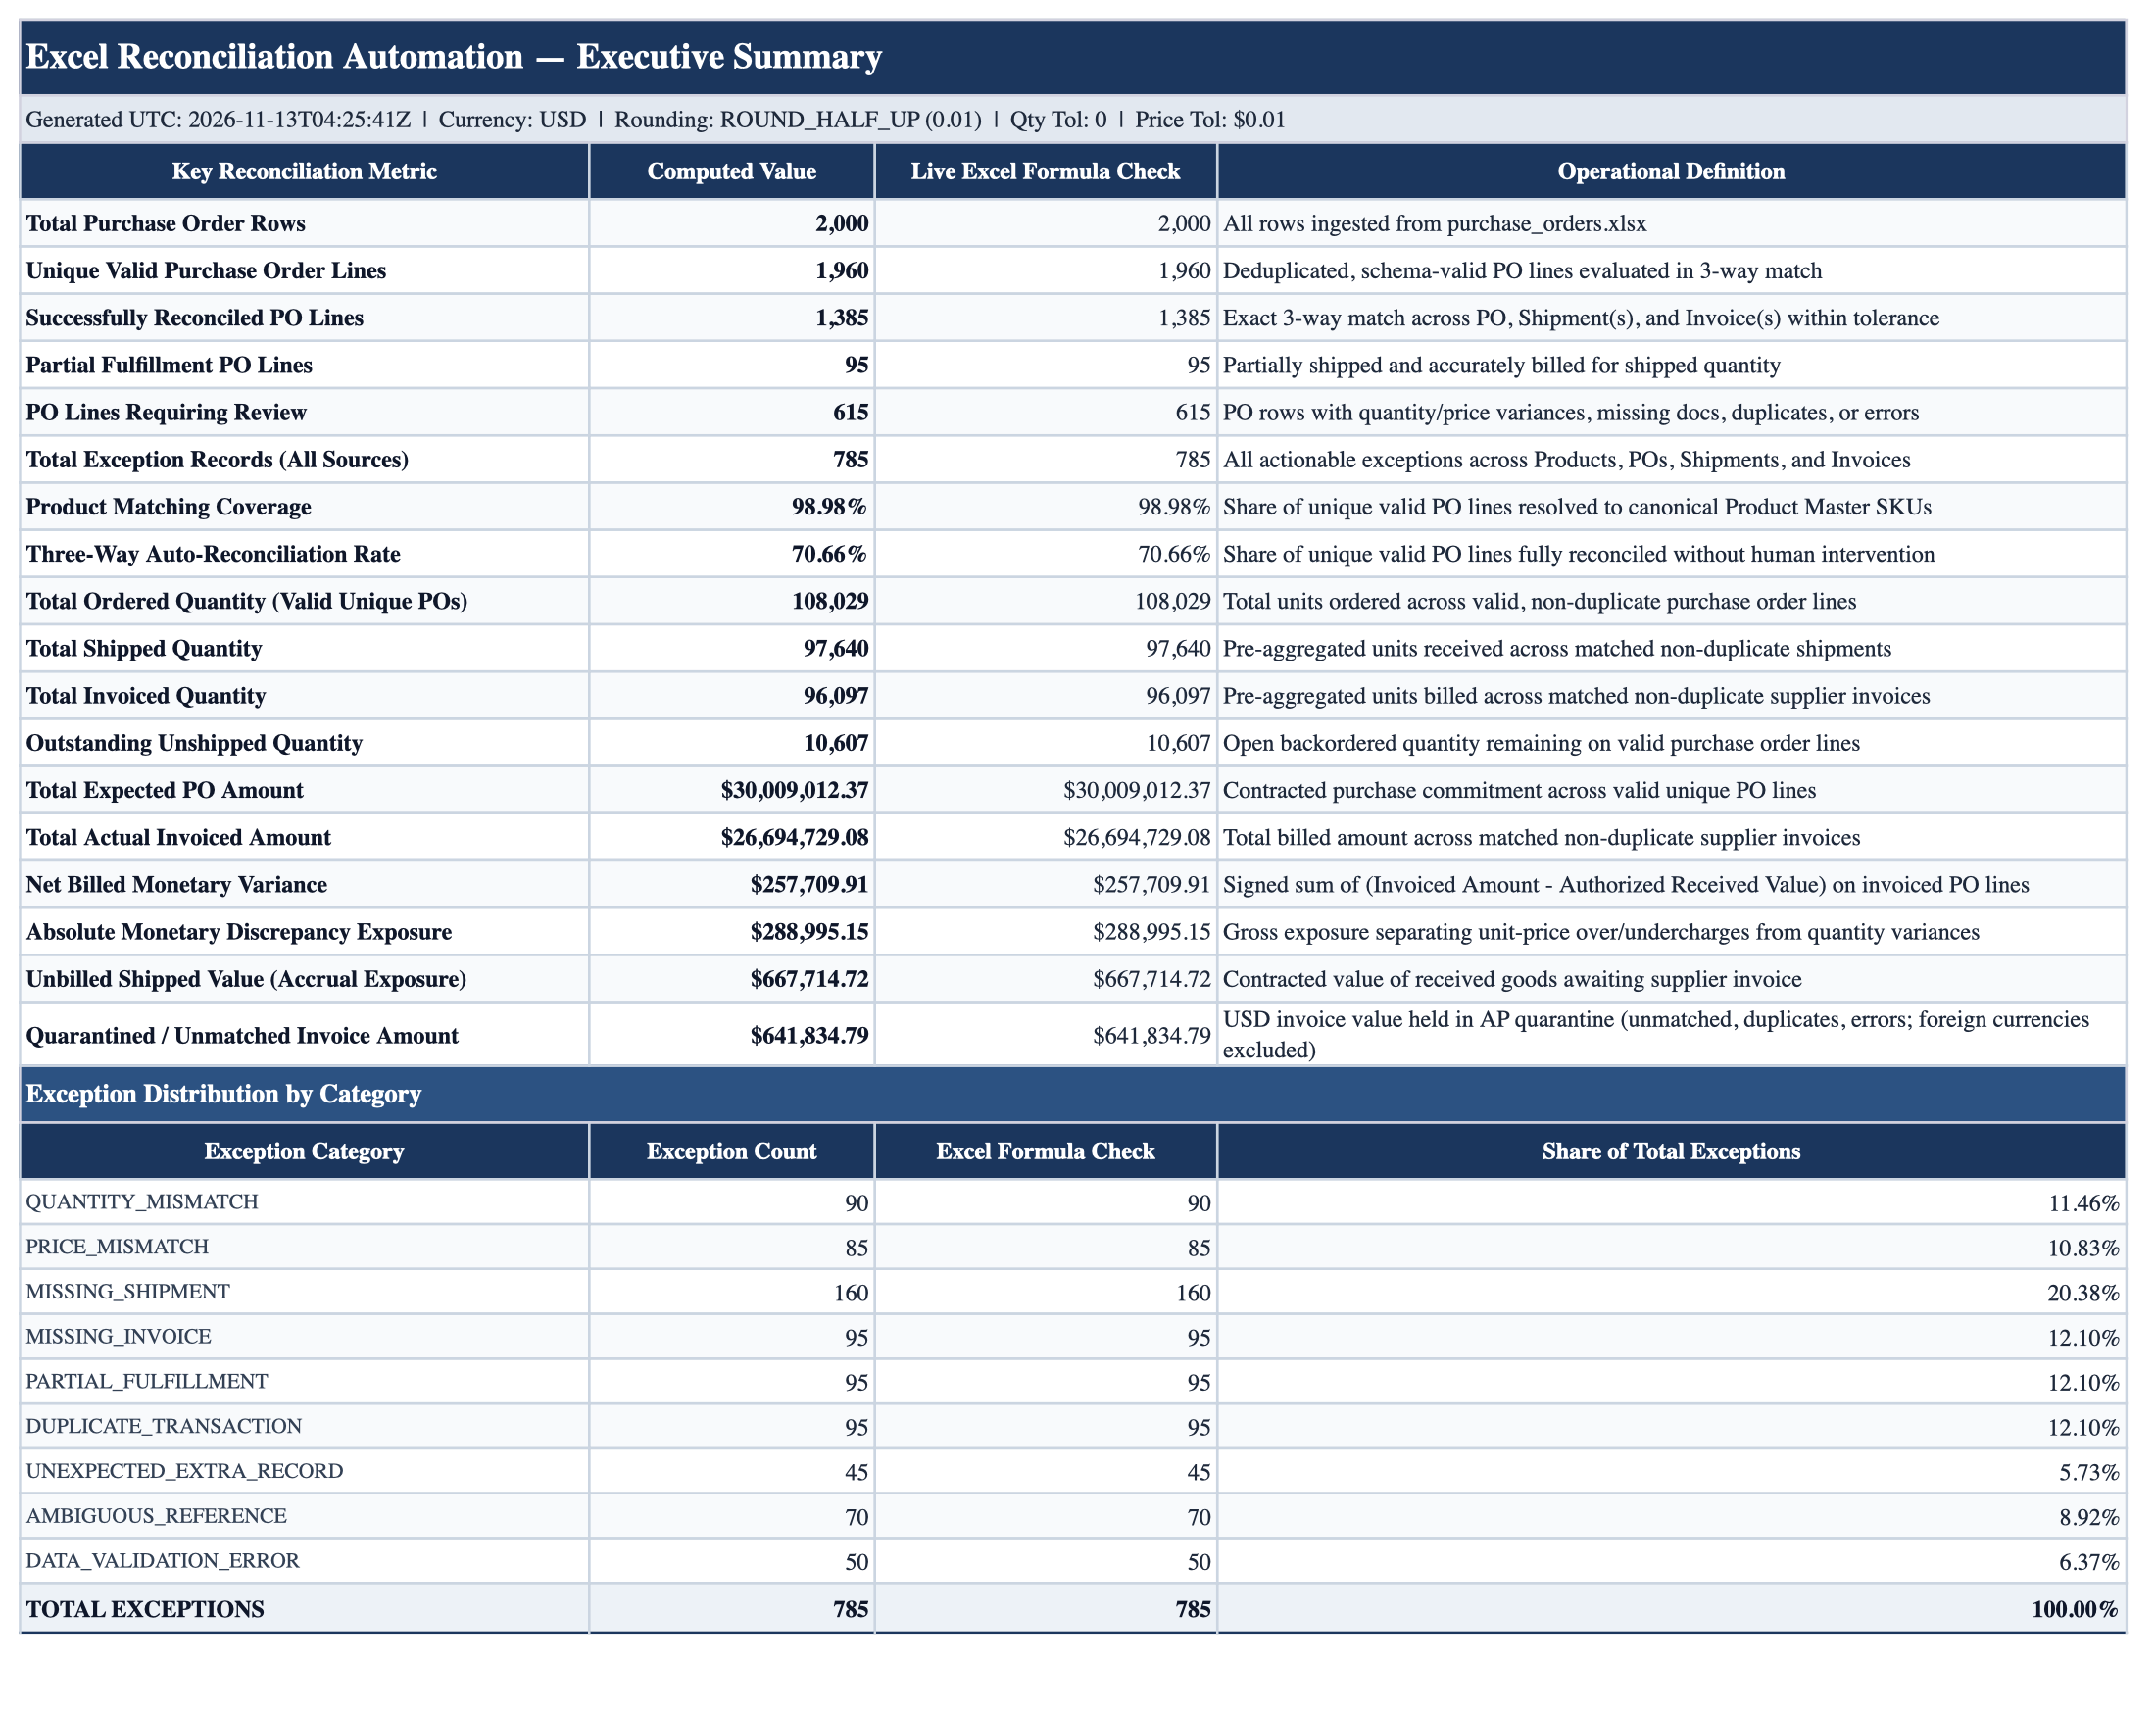 Excel Reconciliation Automation — Executive Summary
Generated UTC: 2026-11-13T04:25:41Z | Currency: USD | Rounding: ROUND_HALF_UP (0.01) | Qty Tol: 0 | Price Tol: $0.01
Key Reconciliation Metric Computed Value Live Excel Formula Check Operational Definition
Total Purchase Order Rows 2,000 2,000 All rows ingested from purchase_orders.xlsx
Unique Valid Purchase Order Lines 1,960 1,960 Deduplicated, schema-valid PO lines evaluated in 3-way match
Successfully Reconciled PO Lines 1,385 1,385 Exact 3-way match across PO, Shipment(s), and Invoice(s) within tolerance
Partial Fulfillment PO Lines 95 95 Partially shipped and accurately billed for shipped quantity
PO Lines Requiring Review 615 615 PO rows with quantity/price variances, missing docs, duplicates, or errors
Total Exception Records (All Sources) 785 785 All actionable exceptions across Products, POs, Shipments, and Invoices
Product Matching Coverage 98.98% 98.98% Share of unique valid PO lines resolved to canonical Product Master SKUs
Three-Way Auto-Reconciliation Rate 70.66% 70.66% Share of unique valid PO lines fully reconciled without human intervention
Total Ordered Quantity (Valid Unique POs) 108,029 108,029 Total units ordered across valid, non-duplicate purchase order lines
Total Shipped Quantity 97,640 97,640 Pre-aggregated units received across matched non-duplicate shipments
Total Invoiced Quantity 96,097 96,097 Pre-aggregated units billed across matched non-duplicate supplier invoices
Outstanding Unshipped Quantity 10,607 10,607 Open backordered quantity remaining on valid purchase order lines
Total Expected PO Amount $30,009,012.37 $30,009,012.37 Contracted purchase commitment across valid unique PO lines
Total Actual Invoiced Amount $26,694,729.08 $26,694,729.08 Total billed amount across matched non-duplicate supplier invoices
Net Billed Monetary Variance $257,709.91 $257,709.91 Signed sum of (Invoiced Amount - Authorized Received Value) on invoiced PO lines
Absolute Monetary Discrepancy Exposure $288,995.15 $288,995.15 Gross exposure separating unit-price over/undercharges from quantity variances
Unbilled Shipped Value (Accrual Exposure) $667,714.72 $667,714.72 Contracted value of received goods awaiting supplier invoice
Quarantined / Unmatched Invoice Amount $641,834.79 $641,834.79 USD invoice value held in AP quarantine (unmatched, duplicates, errors; foreign currencies
excluded)
Exception Distribution by Category
Exception Category Exception Count Excel Formula Check Share of Total Exceptions
QUANTITY_MISMATCH 90 90 11.46%
PRICE_MISMATCH 85 85 10.83%
MISSING_SHIPMENT 160 160 20.38%
MISSING_INVOICE 95 95 12.10%
PARTIAL_FULFILLMENT 95 95 12.10%
DUPLICATE_TRANSACTION 95 95 12.10%
UNEXPECTED_EXTRA_RECORD 45 45 5.73%
AMBIGUOUS_REFERENCE 70 70 8.92%
DATA_VALIDATION_ERROR 50 50 6.37%
TOTAL EXCEPTIONS 785 785 100.00%